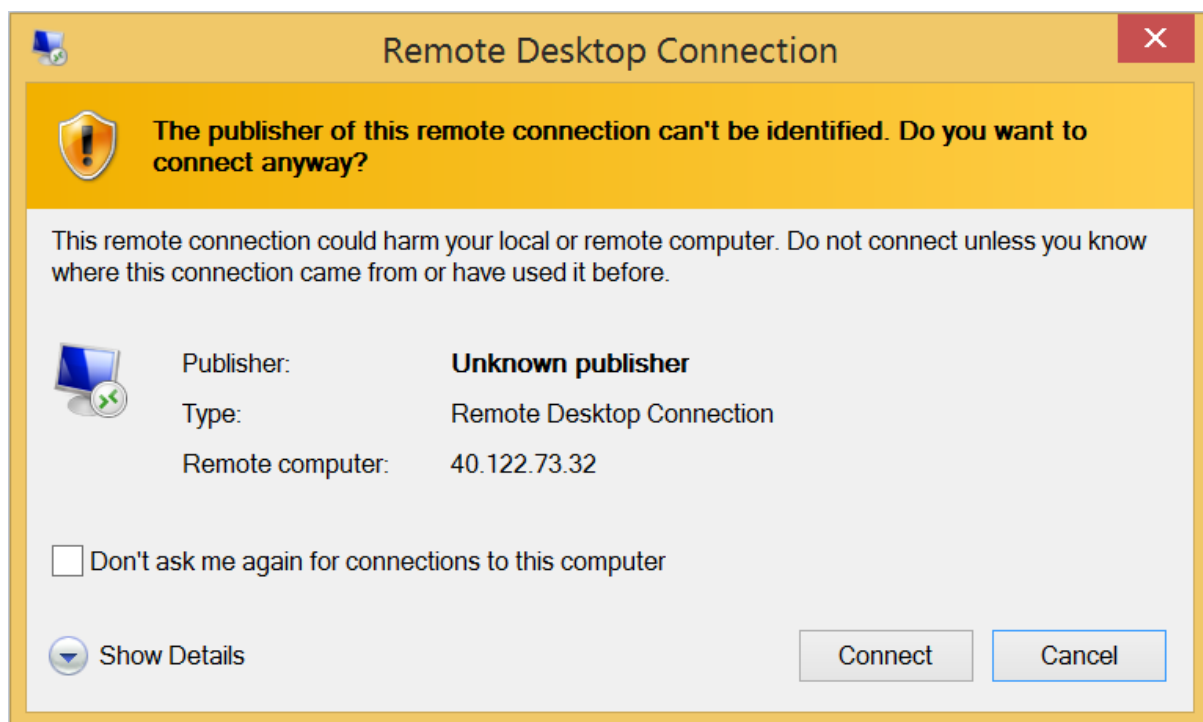 Remote Desktop Connection
The publisher of this remote connection can't be identified. Do you want to
connect anyway?
This remote connection could harm your local or remote computer. Do not connect unless you know
where this connection came from or have used it before.
Publisher: Unknown publisher
Type: Remote Desktop Connection
Remote computer: 40.122.73.32
Don't ask me again for connections to this computer
Show Details Connect Cancel